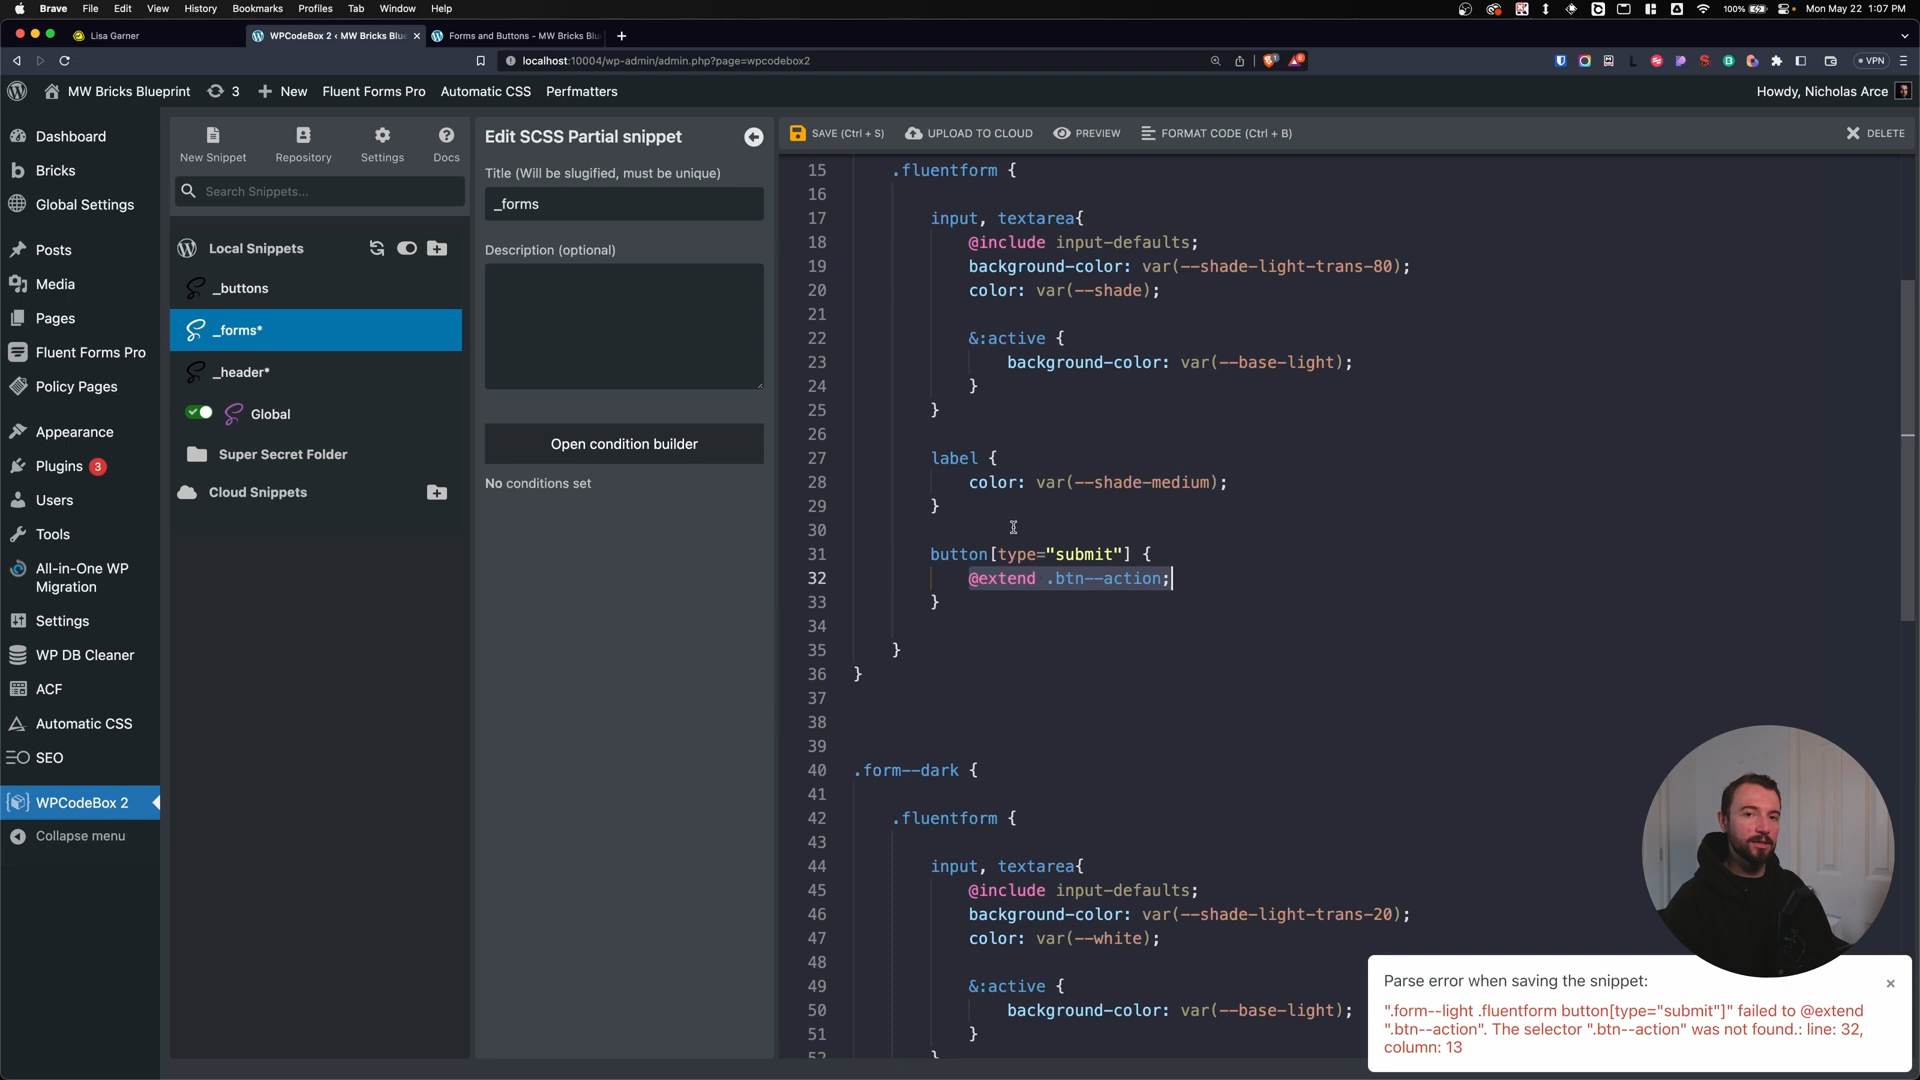 Brave File Edit View History Bookmarks Profiles Tab Window Help
100% Mon May 22 1:07 PM
Lisa Garner
WPCodeBox 2 ‹ MW Bricks Blue
Forms and Buttons - MW Bricks Blu
localhost:10004/wp-admin/admin.php?page=wpcodebox2
VPN
MW Bricks Blueprint 3 New Fluent Forms Pro Automatic CSS Perfmatters
Howdy, Nicholas Arce
Dashboard
Bricks
Global Settings
Posts
Media
Pages
Fluent Forms Pro
Policy Pages
Appearance
Plugins 3
Users
Tools
All-in-One WP
Migration
Settings
WP DB Cleaner
ACF
Automatic CSS
SEO
WPCodeBox 2
Collapse menu
New Snippet
Repository
Settings
Docs
Search Snippets...
Local Snippets
_buttons
_forms*
_header*
Global
Super Secret Folder
Cloud Snippets
Edit SCSS Partial snippet
Title (Will be slugified, must be unique)
_forms
Description (optional)
Open condition builder
No conditions set
SAVE (Ctrl + S) UPLOAD TO CLOUD PREVIEW FORMAT CODE (Ctrl + B) DELETE
15 .fluentform {
16
17 input, textarea{
18 @include input-defaults;
19 background-color: var(--shade-light-trans-80);
20 color: var(--shade);
21
22 &:active {
23 background-color: var(--base-light);
24 }
25 }
26
27 label {
28 color: var(--shade-medium);
29 }
30
31 button[type="submit"] {
32 @extend .btn--action;
33 }
34
35 }
36 }
37
38
39
40 .form--dark {
41
42 .fluentform {
43
44 input, textarea{
45 @include input-defaults;
46 background-color: var(--shade-light-trans-20);
47 color: var(--white);
48
49 &:active {
50 background-color: var(--base-light);
51 }
52 }
Parse error when saving the snippet:
".form--light .fluentform button[type="submit"]" failed to @extend
".btn--action". The selector ".btn--action" was not found.: line: 32,
column: 13